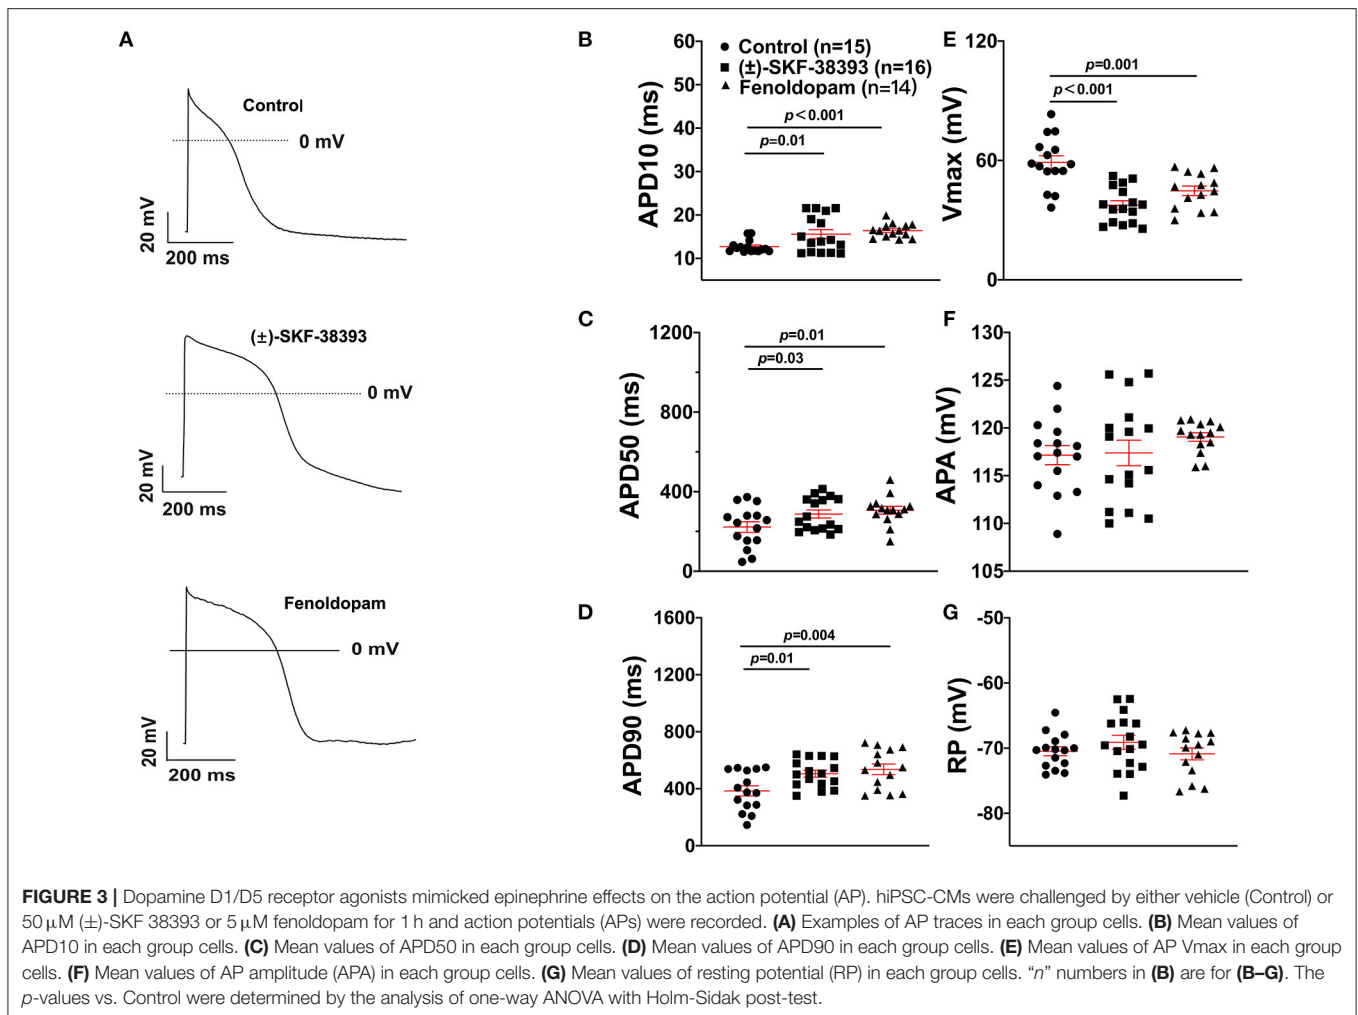 A
Control
0 mV
20 mV
200 ms
(±)-SKF-38393
0 mV
20 mV
200 ms
Fenoldopam
0 mV
20 mV
200 ms
B
60
50
40
30
20
10
APD10 (ms)
Control (n=15)
(±)-SKF-38393 (n=16)
Fenoldopam (n=14)
p<0.001
p=0.01
C
1200
800
400
0
APD50 (ms)
p=0.01
p=0.03
D
1600
1200
800
400
0
APD90 (ms)
p=0.004
p=0.01
E
120
60
0
Vmax (mV)
p=0.001
p<0.001
F
130
125
120
115
110
105
APA (mV)
G
-50
-60
-70
-80
RP (mV)
FIGURE 3 | Dopamine D1/D5 receptor agonists mimicked epinephrine effects on the action potential (AP). hiPSC-CMs were challenged by either vehicle (Control) or
50 μM (±)-SKF 38393 or 5 μM fenoldopam for 1 h and action potentials (APs) were recorded. (A) Examples of AP traces in each group cells. (B) Mean values of
APD10 in each group cells. (C) Mean values of APD50 in each group cells. (D) Mean values of APD90 in each group cells. (E) Mean values of AP Vmax in each group
cells. (F) Mean values of AP amplitude (APA) in each group cells. (G) Mean values of resting potential (RP) in each group cells. “n” numbers in (B) are for (B–G). The
p-values vs. Control were determined by the analysis of one-way ANOVA with Holm-Sidak post-test.